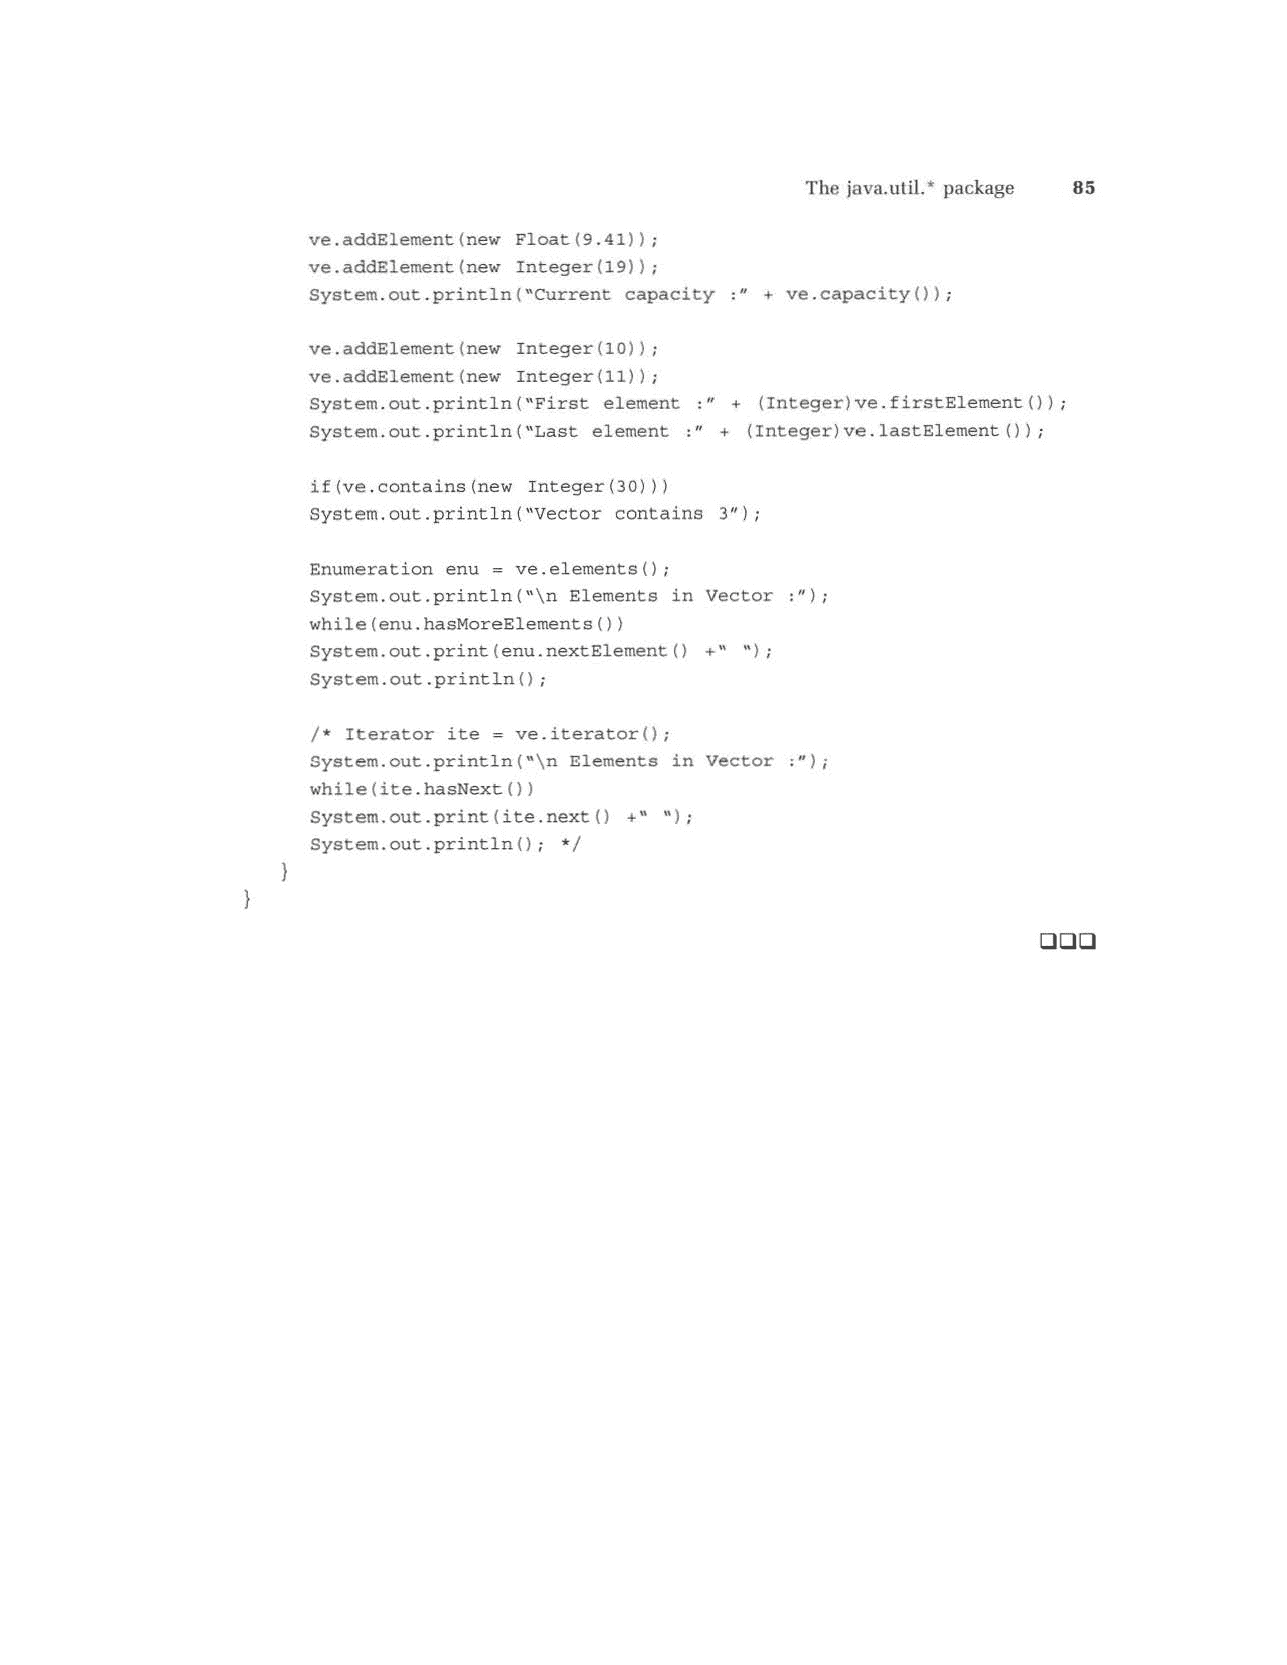 The java.util.* package 85
ve.addElement(new Float(9.41));
ve.addElement(new Integer(19));
System.out.println("Current capacity :" + ve.capacity());
ve.addElement(new Integer(10));
ve.addElement(new Integer(11));
System.out.println("First element :" + (Integer)ve.firstElement());
System.out.println("Last element :" + (Integer)ve.lastElement());
if(ve.contains(new Integer(30)))
System.out.println("Vector contains 3");
Enumeration enu = ve.elements();
System.out.println("\n Elements in Vector :");
while(enu.hasMoreElements())
System.out.print(enu.nextElement() +" ");
System.out.println();
/* Iterator ite = ve.iterator();
System.out.println("\n Elements in Vector :");
while(ite.hasNext())
System.out.print(ite.next() +" ");
System.out.println(); */
}
}
❑❑❑